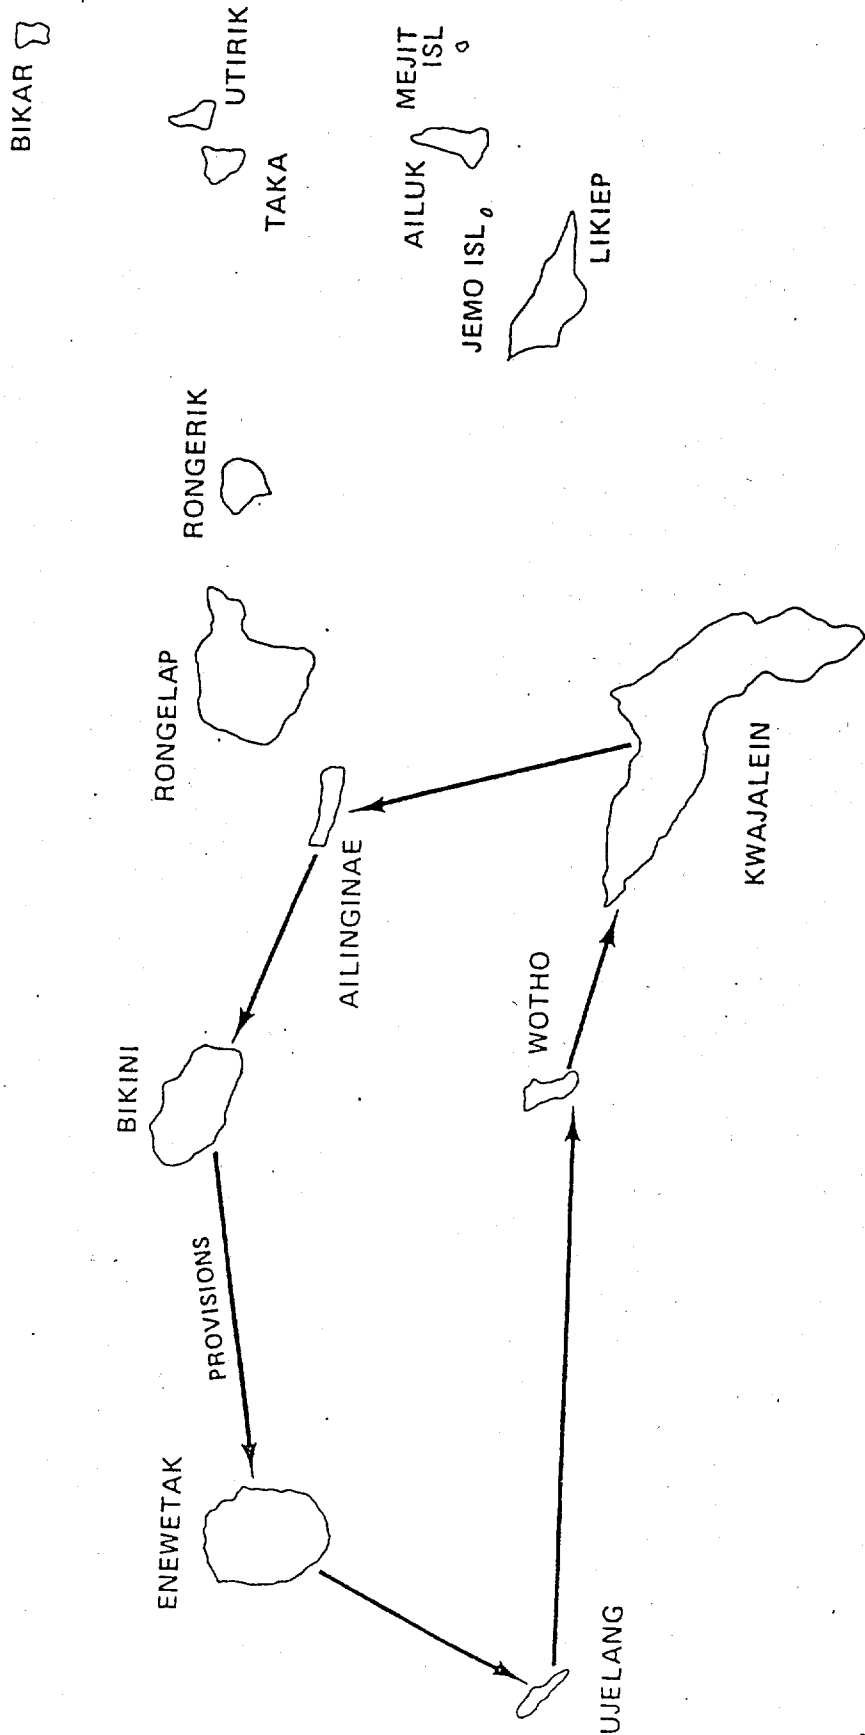 BIKAR
UTIRIK
TAKA
MEJIT
ISL
AILUK
JEMO ISL
LIKIEP
RONGERIK
RONGELAP
AILINGINAE
BIKINI
KWAJALEIN
WOTHO
PROVISIONS
ENEWETAK
UJELANG